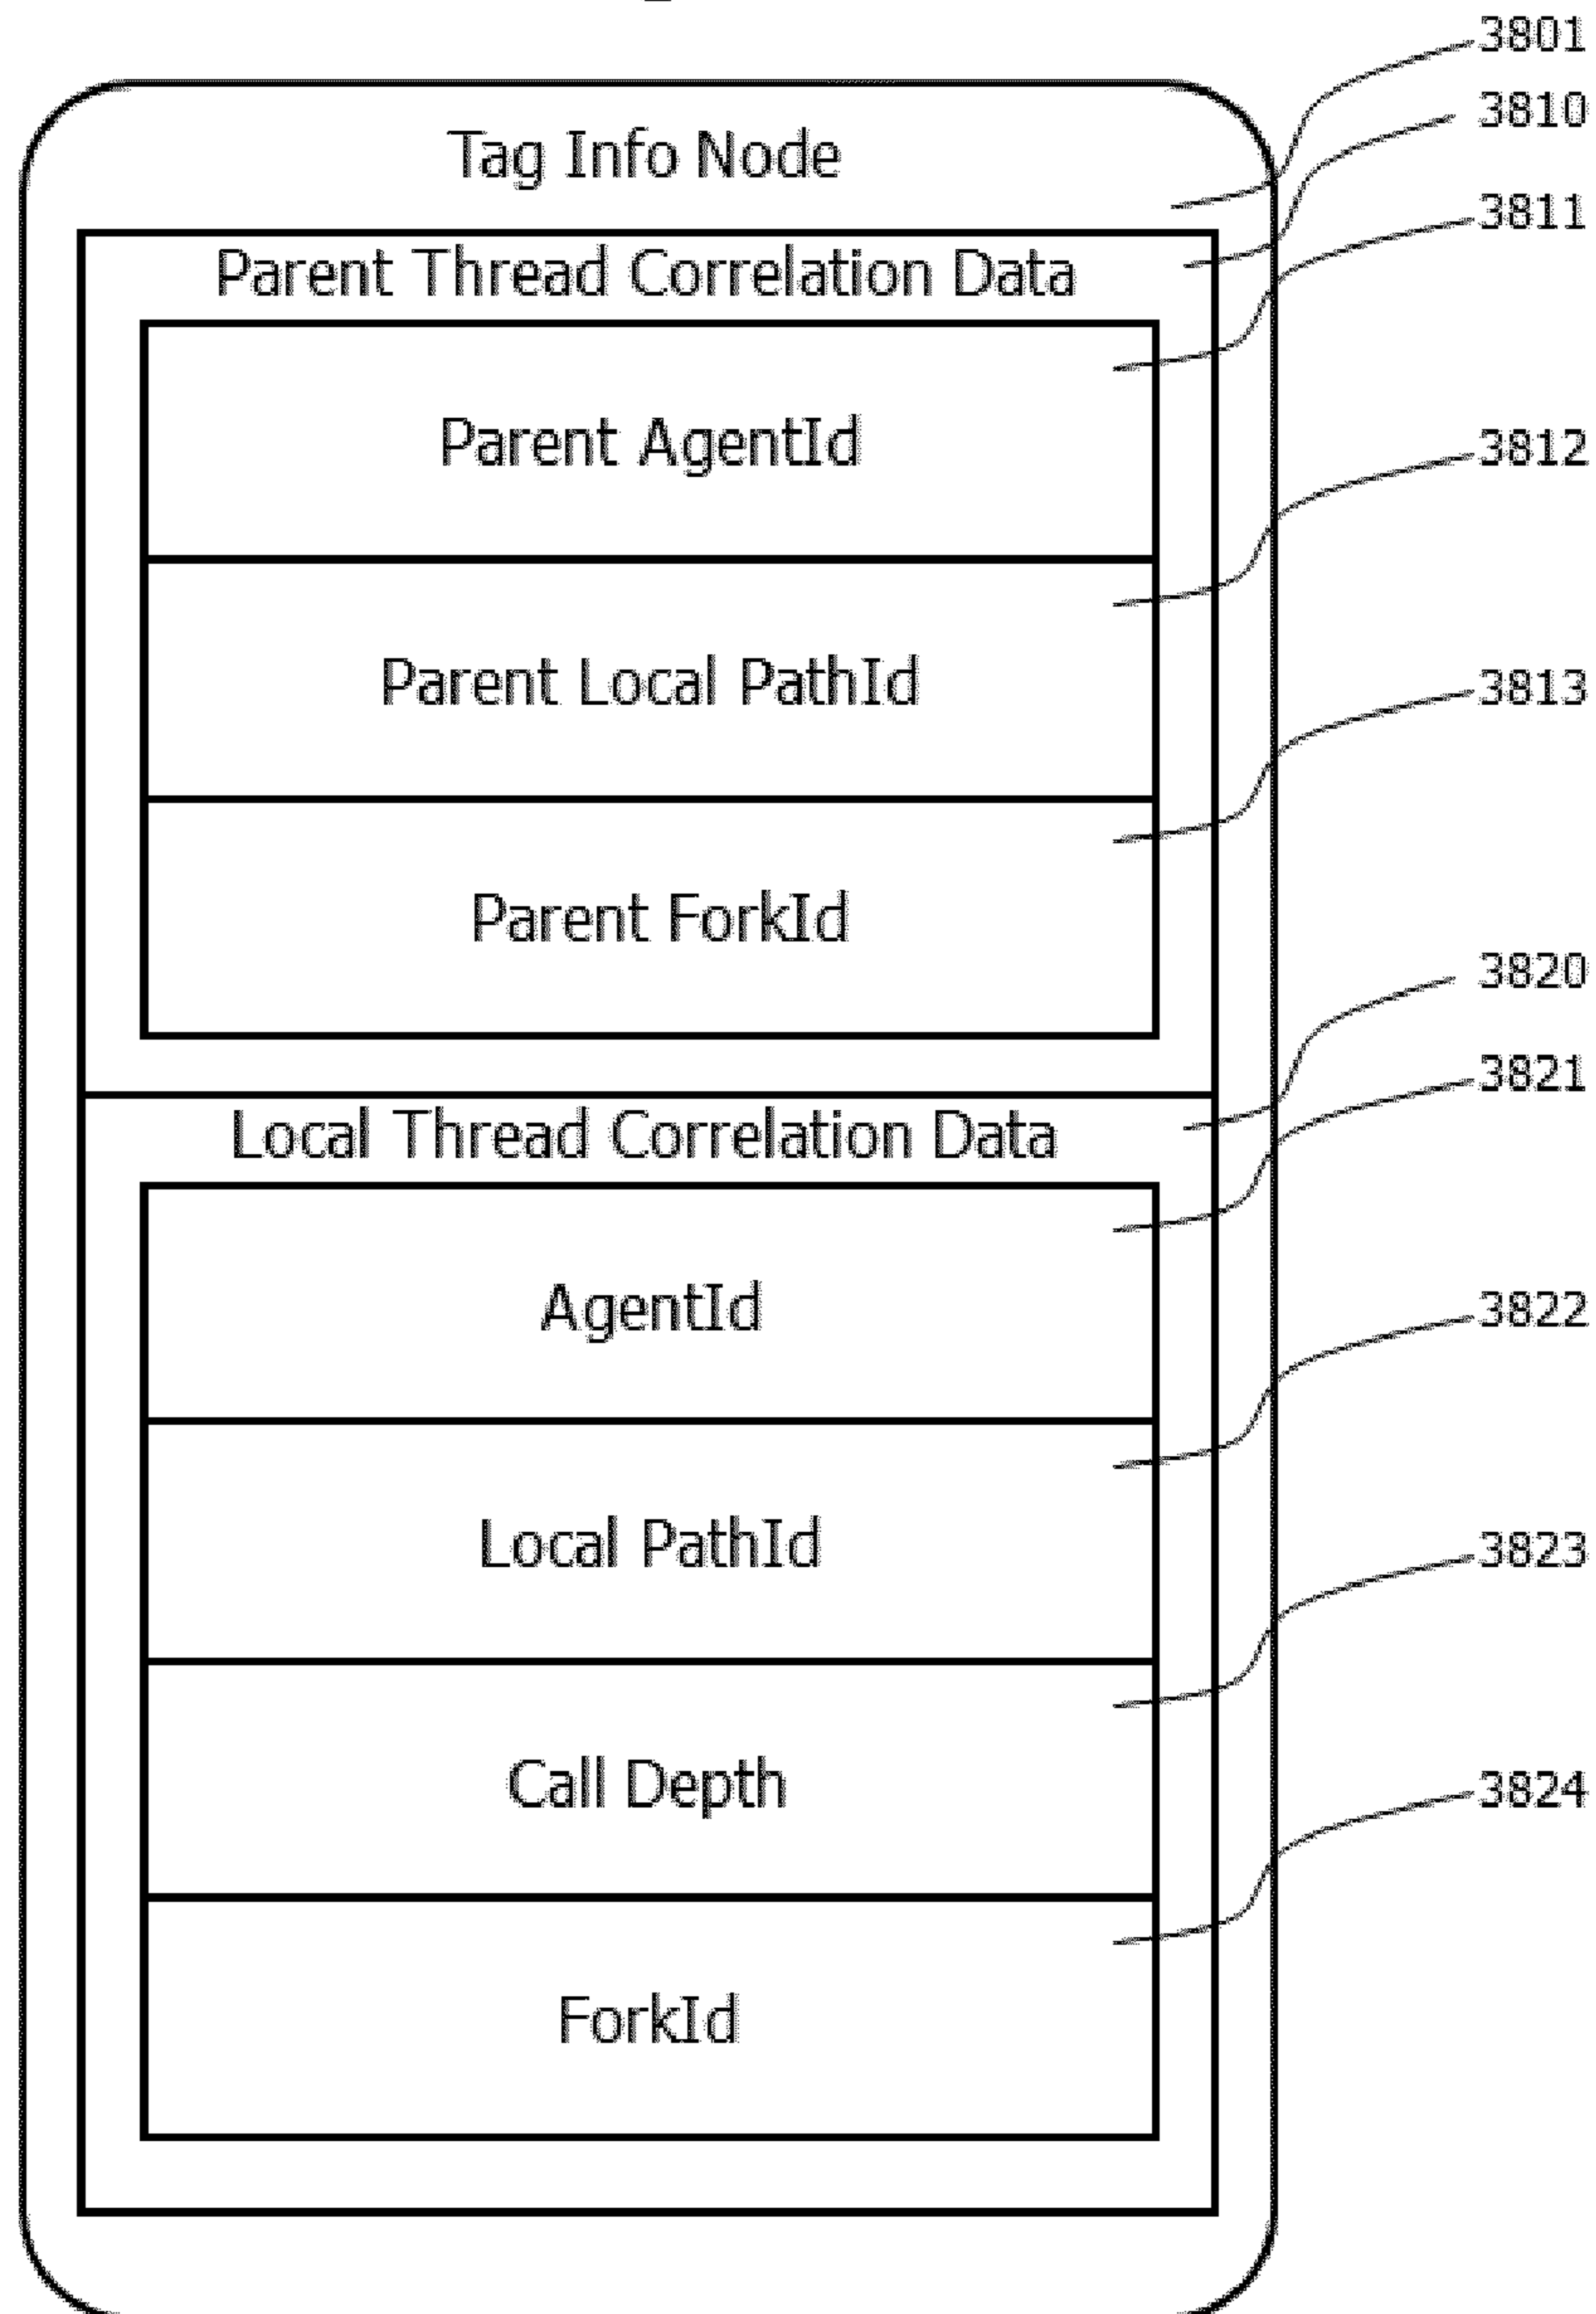 3801
Tag Info Node
3810
3811
Parent Thread Correlation Data
Parent AgentId
3812
Parent Local PathId
3813
Parent ForkId
3820
3821
Local Thread Correlation Data
AgentId
3822
Local PathId
3823
Call Depth
3824
ForkId